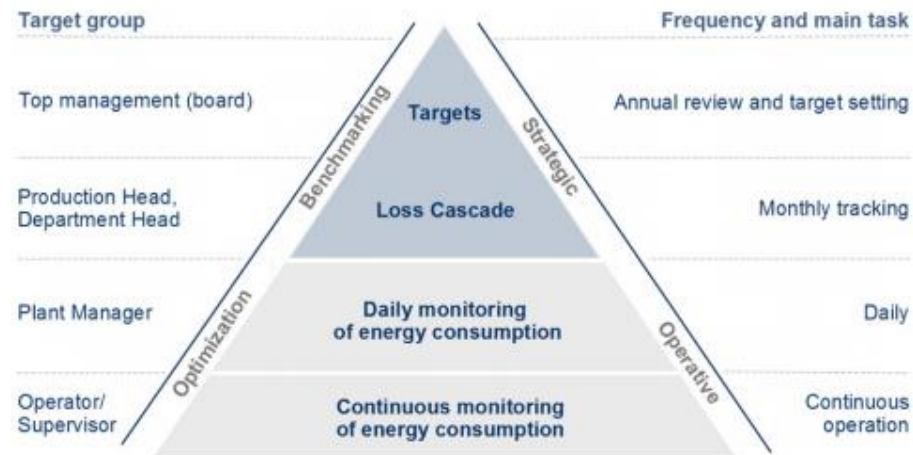 Target group
Frequency and main task
Top management (board)
Benchmarking
Targets
Strategic
Annual review and target setting
Production Head,
Department Head
Loss Cascade
Monthly tracking
Plant Manager
Optimization
Daily monitoring
of energy consumption
Operative
Daily
Operator/
Supervisor
Continuous monitoring
of energy consumption
Continuous
operation